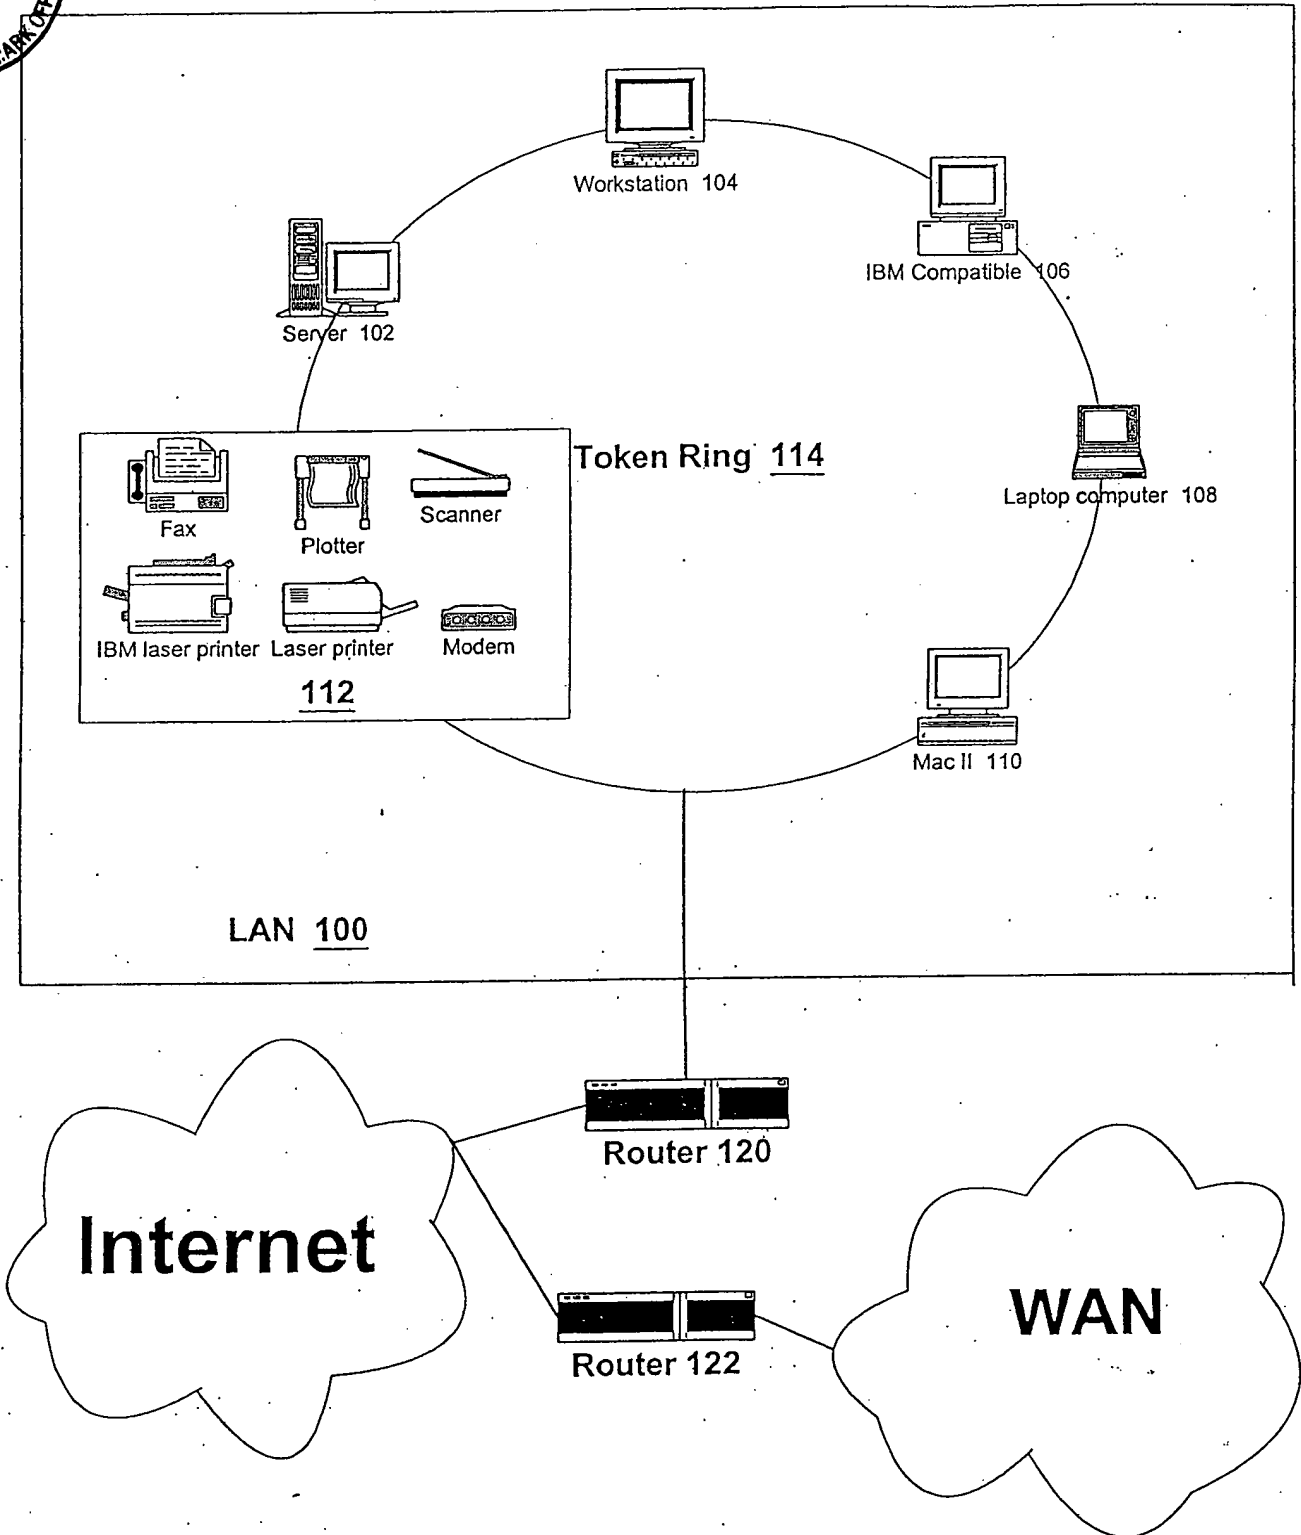 Workstation 104
IBM Compatible 106
Server 102
Token Ring 114
Laptop computer 108
Fax
Plotter
Scanner
IBM laser printer
Laser printer
Modem
112
Mac II 110
LAN 100
Router 120
Internet
WAN
Router 122